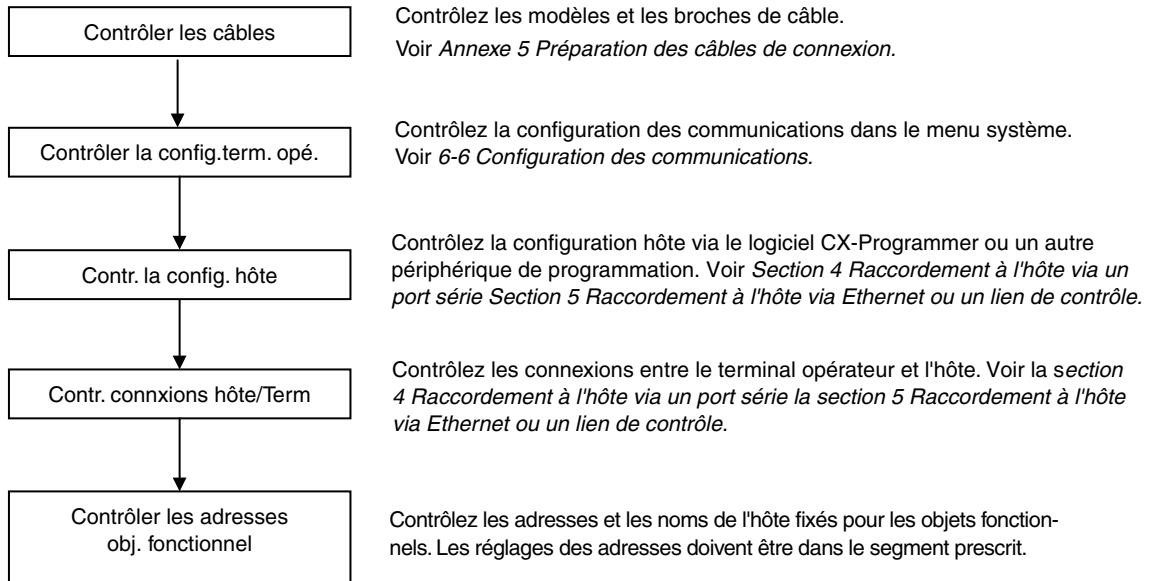 Contrôler les câbles
Contrôlez les modèles et les broches de câble.
Voir Annexe 5 Préparation des câbles de connexion.
Contrôler la config.term. opé.
Contrôlez la configuration des communications dans le menu système.
Voir 6-6 Configuration des communications.
Contr. la config. hôte
Contrôlez la configuration hôte via le logiciel CX-Programmer ou un autre
périphérique de programmation. Voir Section 4 Raccordement à l'hôte via un
port série Section 5 Raccordement à l'hôte via Ethernet ou un lien de contrôle.
Contr. connxions hôte/Term
Contrôlez les connexions entre le terminal opérateur et l'hôte. Voir la section
4 Raccordement à l'hôte via un port série la section 5 Raccordement à l'hôte
via Ethernet ou un lien de contrôle.
Contrôler les adresses
obj. fonctionnel
Contrôlez les adresses et les noms de l'hôte fixés pour les objets fonction-
nels. Les réglages des adresses doivent être dans le segment prescrit.